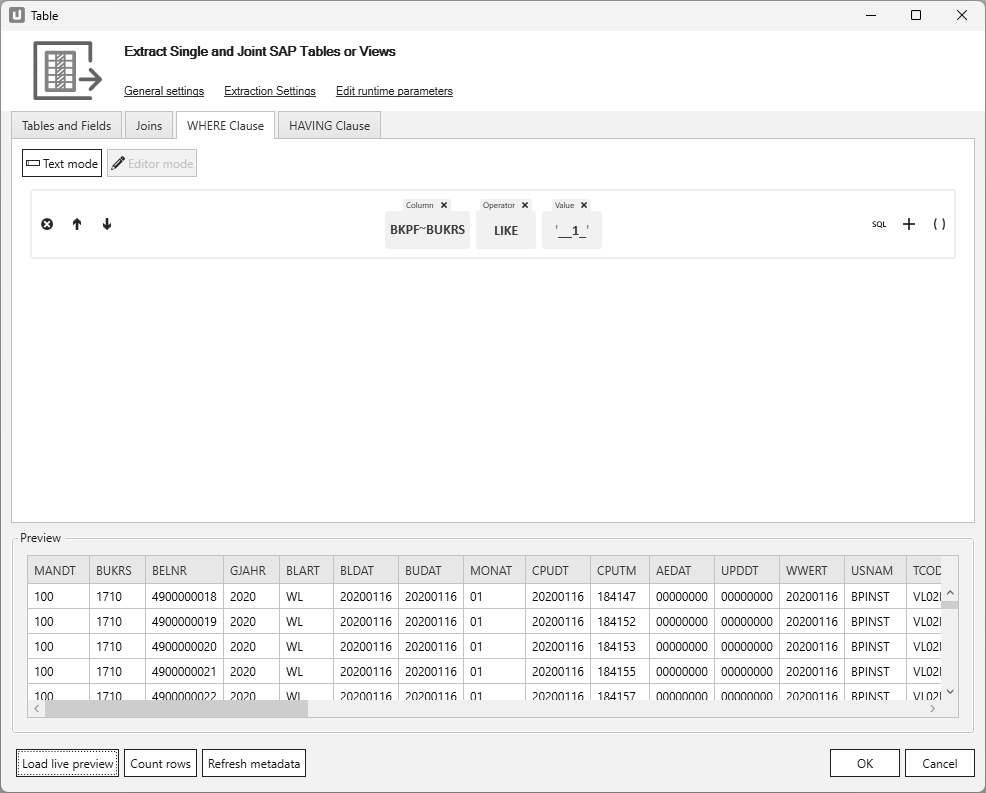 Table
Extract Single and Joint SAP Tables or Views
General settings Extraction Settings Edit runtime parameters
Tables and Fields Joins WHERE Clause HAVING Clause
Text mode Editor mode
Column Operator Value
BKPF~BUKRS LIKE '__1_' SQL ( )
Preview
MANDT BUKRS BELNR GJAHR BLART BLDAT BUDAT MONAT CPUDT CPUTM AEDAT UPDDT WWERT USNAM TCOD
100 1710 4900000018 2020 WL 20200116 20200116 01 20200116 184147 00000000 00000000 20200116 BPINST VL02
100 1710 4900000019 2020 WL 20200116 20200116 01 20200116 184152 00000000 00000000 20200116 BPINST VL02
100 1710 4900000020 2020 WL 20200116 20200116 01 20200116 184153 00000000 00000000 20200116 BPINST VL02
100 1710 4900000021 2020 WL 20200116 20200116 01 20200116 184155 00000000 00000000 20200116 BPINST VL02
100 1710 4900000022 2020 WL 20200116 20200116 01 20200116 184157 00000000 00000000 20200116 BPINST VL02
Load live preview Count rows Refresh metadata OK Cancel